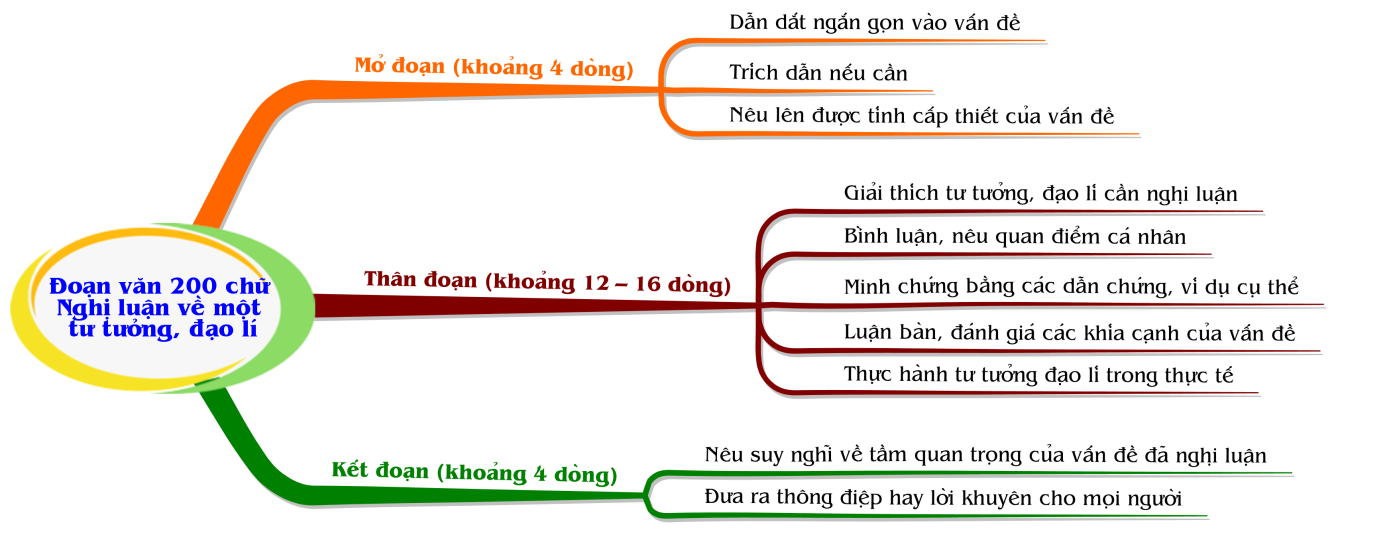 Đoạn văn 200 chữ
Nghị luận về một
tư tưởng, đạo lí
Mở đoạn (khoảng 4 dòng)
Dẫn dắt ngắn gọn vào vấn đề
Trích dẫn nếu cần
Nêu lên được tính cấp thiết của vấn đề
Thân đoạn (khoảng 12 – 16 dòng)
Giải thích tư tưởng, đạo lí cần nghị luận
Bình luận, nêu quan điểm cá nhân
Minh chứng bằng các dẫn chứng, ví dụ cụ thể
Luận bàn, đánh giá các khía cạnh của vấn đề
Thực hành tư tưởng đạo lí trong thực tế
Kết đoạn (khoảng 4 dòng)
Nêu suy nghĩ về tầm quan trọng của vấn đề đã nghị luận
Đưa ra thông điệp hay lời khuyên cho mọi người